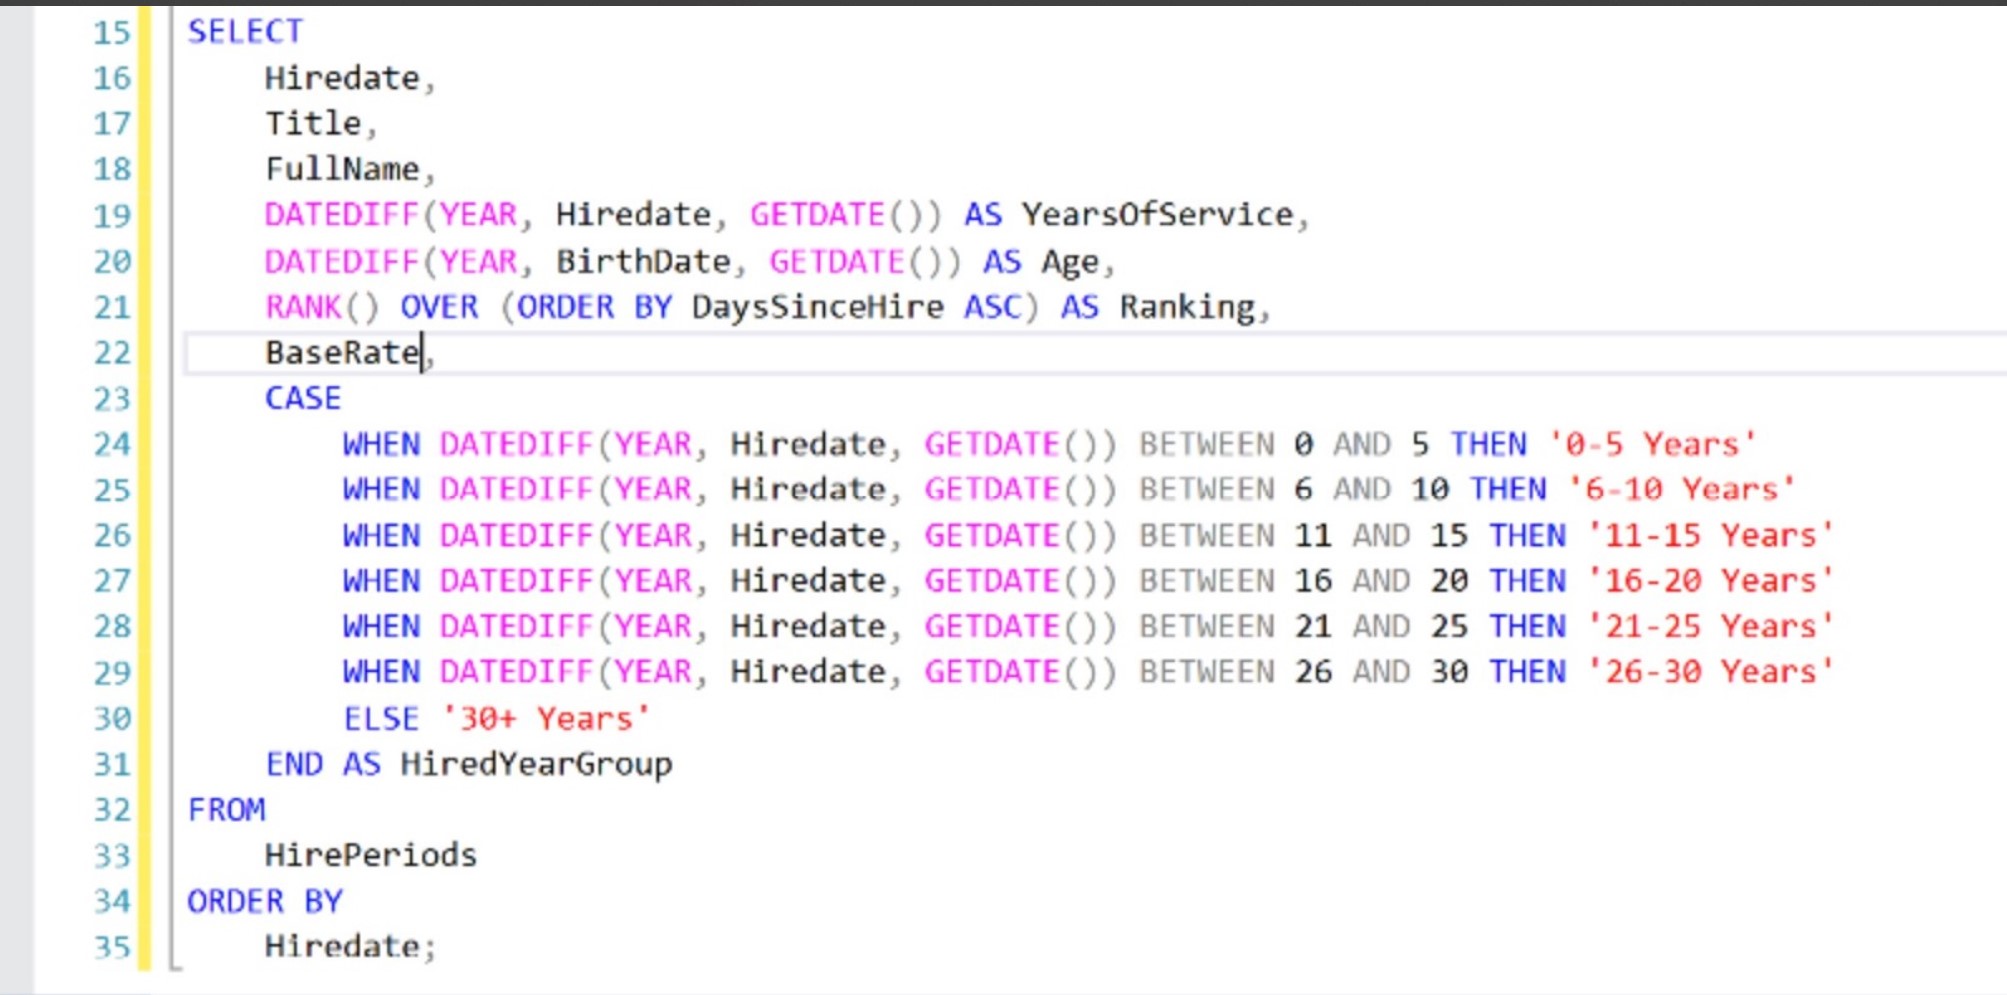 15 SELECT
16     Hiredate,
17     Title,
18     FullName,
19     DATEDIFF(YEAR, Hiredate, GETDATE()) AS YearsOfService,
20     DATEDIFF(YEAR, BirthDate, GETDATE()) AS Age,
21     RANK() OVER (ORDER BY DaysSinceHire ASC) AS Ranking,
22     BaseRate,
23     CASE
24         WHEN DATEDIFF(YEAR, Hiredate, GETDATE()) BETWEEN 0 AND 5 THEN '0-5 Years'
25         WHEN DATEDIFF(YEAR, Hiredate, GETDATE()) BETWEEN 6 AND 10 THEN '6-10 Years'
26         WHEN DATEDIFF(YEAR, Hiredate, GETDATE()) BETWEEN 11 AND 15 THEN '11-15 Years'
27         WHEN DATEDIFF(YEAR, Hiredate, GETDATE()) BETWEEN 16 AND 20 THEN '16-20 Years'
28         WHEN DATEDIFF(YEAR, Hiredate, GETDATE()) BETWEEN 21 AND 25 THEN '21-25 Years'
29         WHEN DATEDIFF(YEAR, Hiredate, GETDATE()) BETWEEN 26 AND 30 THEN '26-30 Years'
30         ELSE '30+ Years'
31     END AS HiredYearGroup
32 FROM
33     HirePeriods
34 ORDER BY
35     Hiredate;